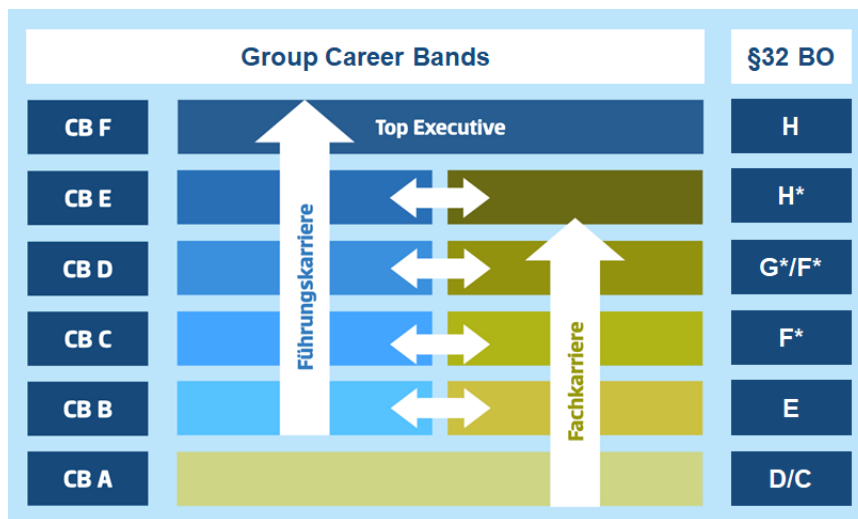 Group Career Bands
§32 BO
CB F
Top Executive
H
CB E
H*
CB D
G*/F*
CB C
F*
CB B
E
CB A
D/C
Führungskarriere
Fachkarriere